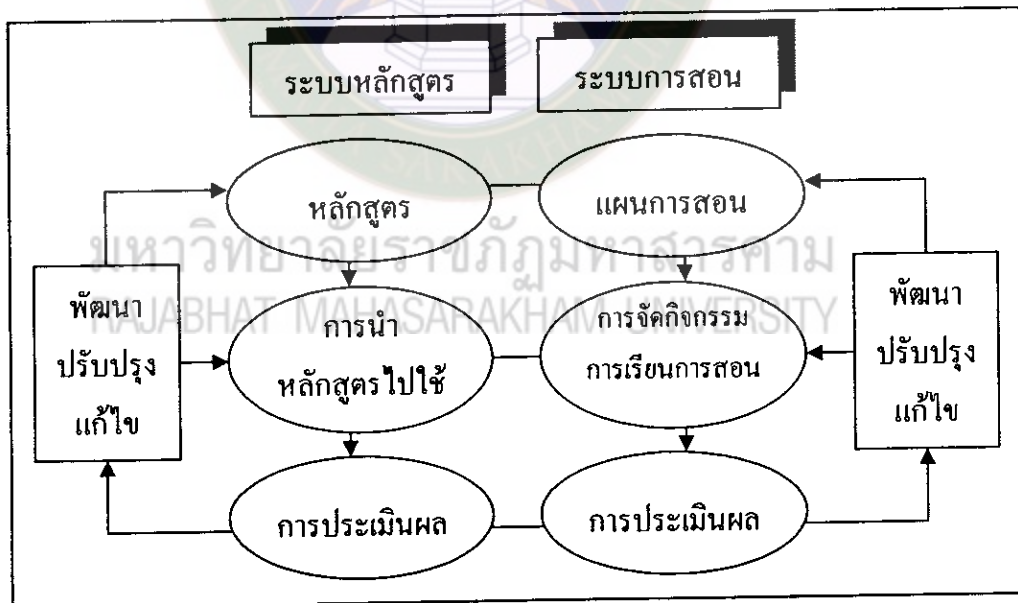 ระบบหลักสูตร
ระบบการสอน
หลักสูตร
แผนการสอน
มหาวิทยาลัยราชภัฏมหาสารคาม
RAJABHAT MAHASARAKHAM UNIVERSITY
พัฒนา
ปรับปรุง
แก้ไข
การนำ
หลักสูตรไปใช้
การจัดกิจกรรม
การเรียนการสอน
พัฒนา
ปรับปรุง
แก้ไข
การประเมินผล
การประเมินผล